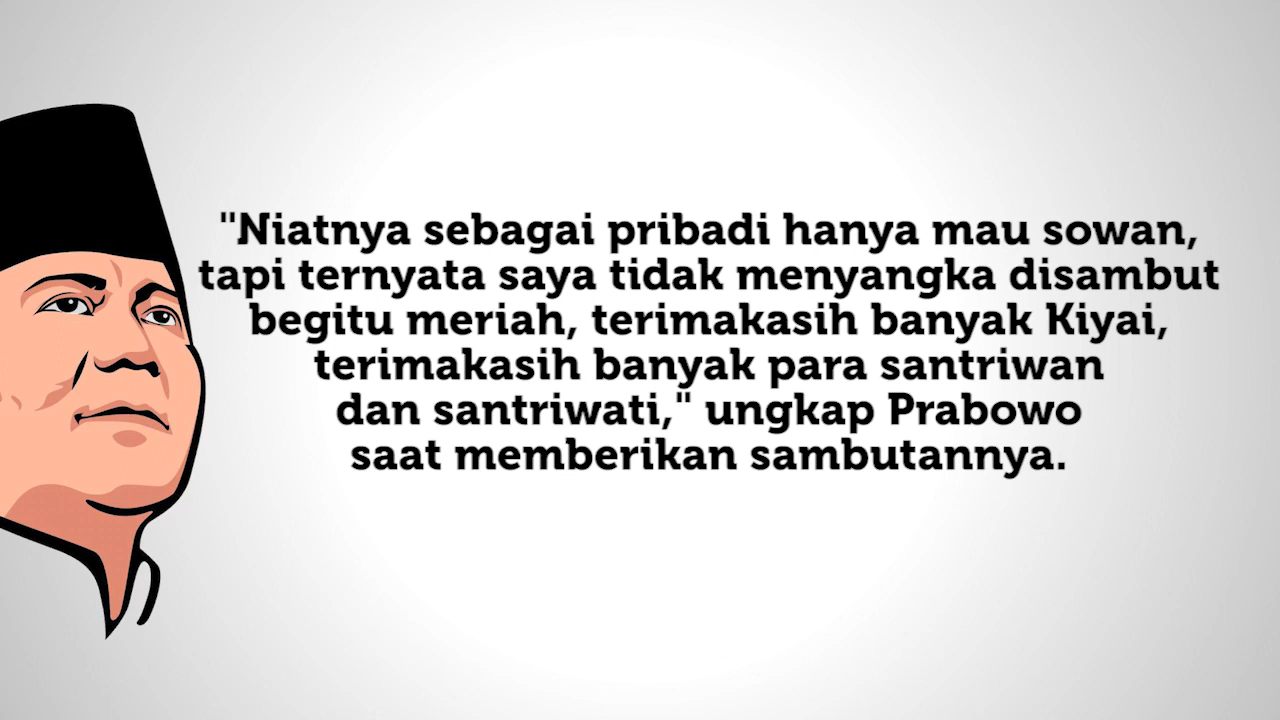 "Niatnya sebagai pribadi hanya mau sowan,
tapi ternyata saya tidak menyangka disambut
begitu meriah, terimakasih banyak Kiyai,
terimakasih banyak para santriwan
dan santriwati," ungkap Prabowo
saat memberikan sambutannya.